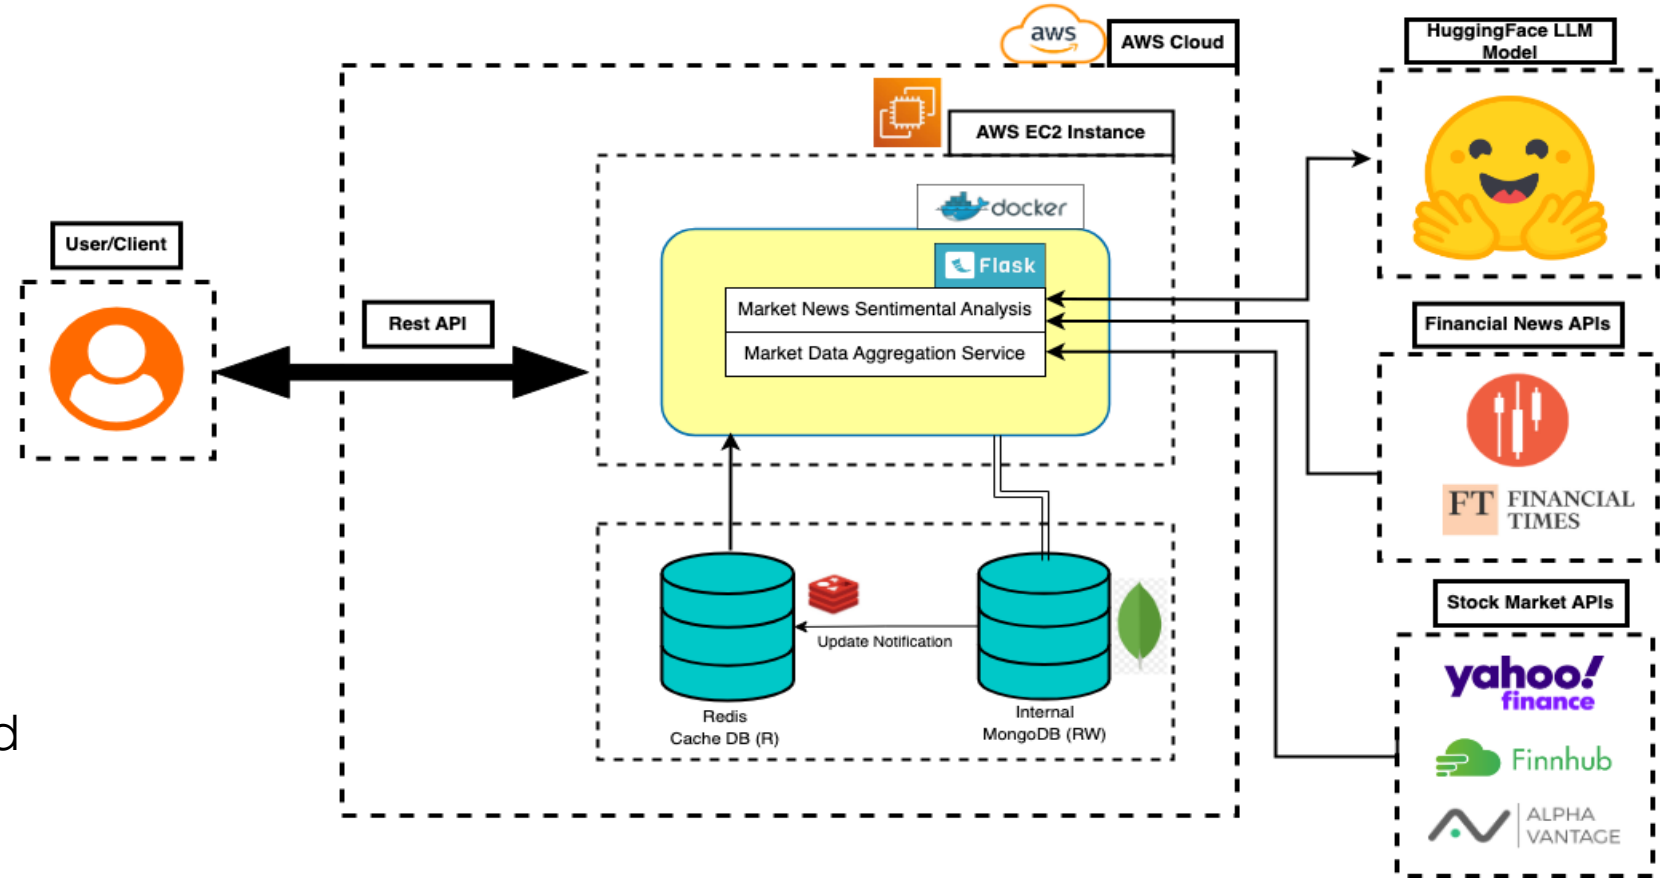 aws
AWS Cloud
HuggingFace LLM
Model
AWS EC2 Instance
docker
User/Client
Flask
Rest API
Market News Sentimental Analysis
Market Data Aggregation Service
Financial News APIs
FT
FINANCIAL
TIMES
Update Notification
Redis
Cache DB (R)
Internal
MongoDB (RW)
Stock Market APIs
yahoo!
finance
Finnhub
ALPHA
VANTAGE
d